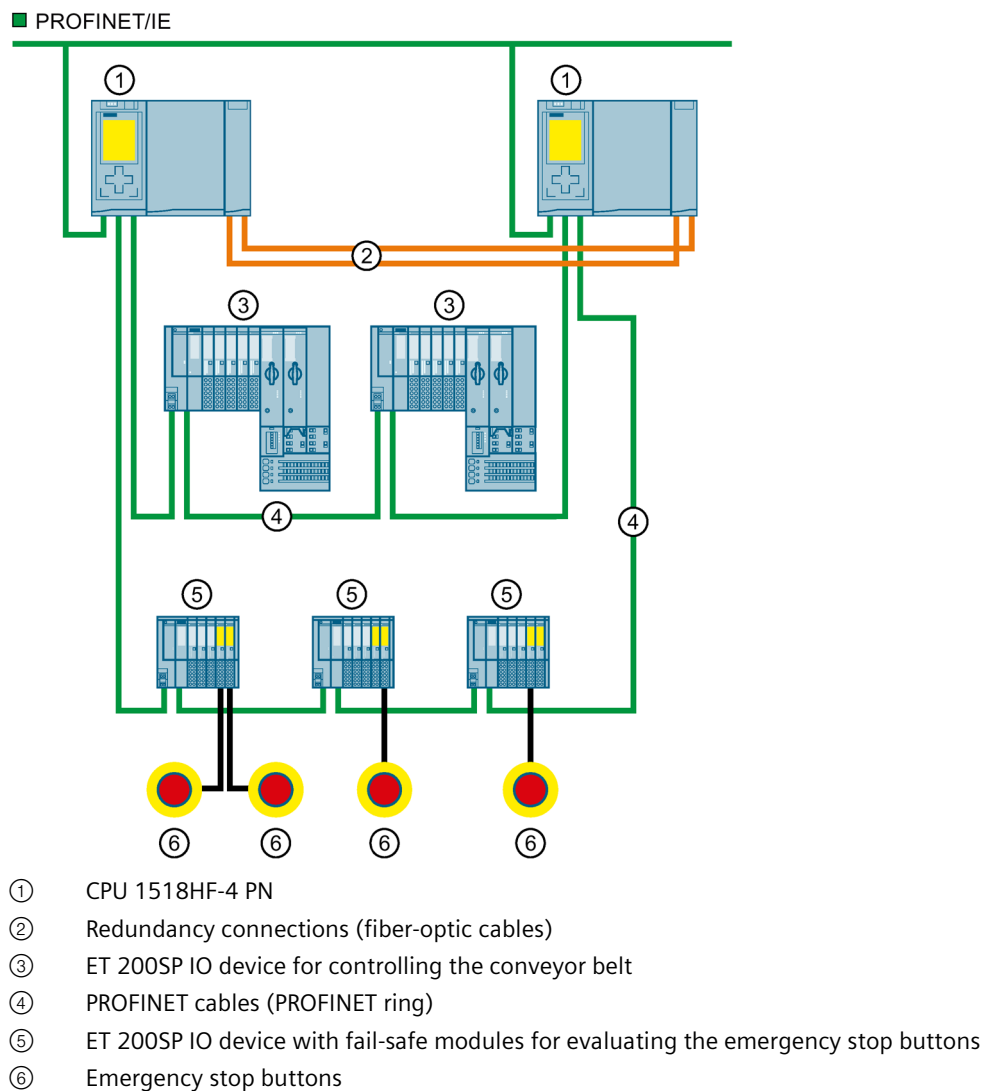 PROFINET/IE
① ①
②
③ ③
④
④
⑤ ⑤ ⑤
⑥ ⑥ ⑥ ⑥
① CPU 1518HF-4 PN
② Redundancy connections (fiber-optic cables)
③ ET 200SP IO device for controlling the conveyor belt
④ PROFINET cables (PROFINET ring)
⑤ ET 200SP IO device with fail-safe modules for evaluating the emergency stop buttons
⑥ Emergency stop buttons